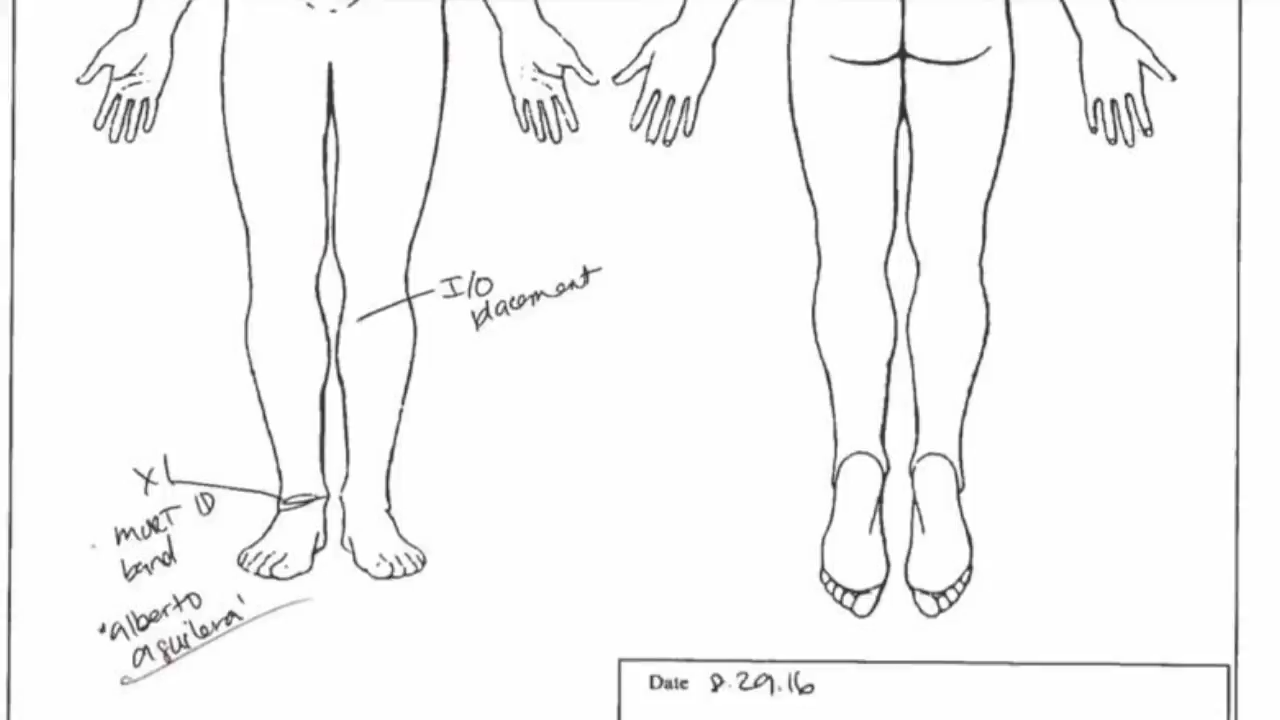 I/O
placement
X1
MORT ID
band
"alberto
aguilera"
Date 8.29.16